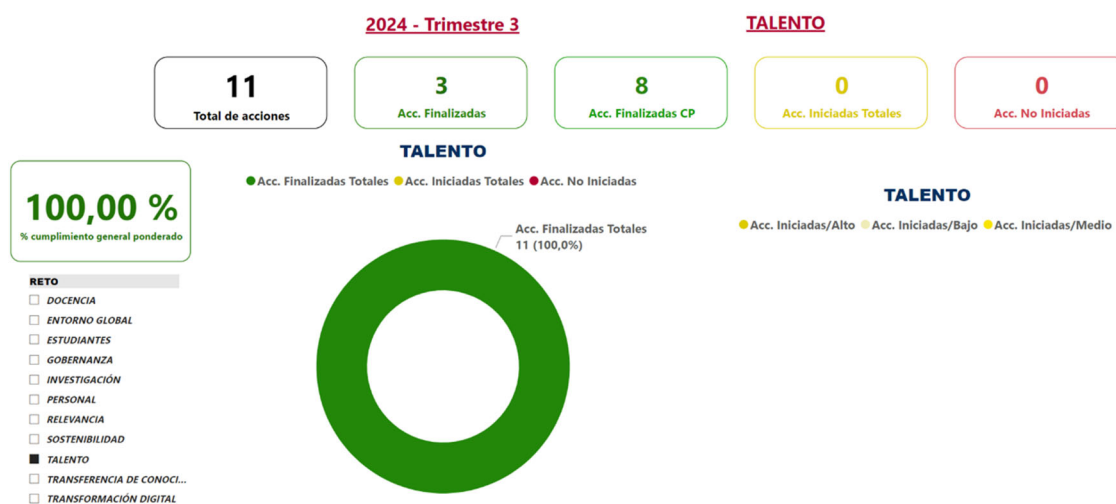 2024 - Trimestre 3
TALENTO
11
Total de acciones
3
Acc. Finalizadas
8
Acc. Finalizadas CP
0
Acc. Iniciadas Totales
0
Acc. No Iniciadas
100,00 %
% cumplimiento general ponderado
RETO
DOCENCIA
ENTORNO GLOBAL
ESTUDIANTES
GOBERNANZA
INVESTIGACIÓN
PERSONAL
RELEVANCIA
SOSTENIBILIDAD
TALENTO
TRANSFERENCIA DE CONOCI...
TRANSFORMACIÓN DIGITAL
TALENTO
Acc. Finalizadas Totales Acc. Iniciadas Totales Acc. No Iniciadas
Acc. Finalizadas Totales
11 (100,0%)
TALENTO
Acc. Iniciadas/Alto Acc. Iniciadas/Bajo Acc. Iniciadas/Medio